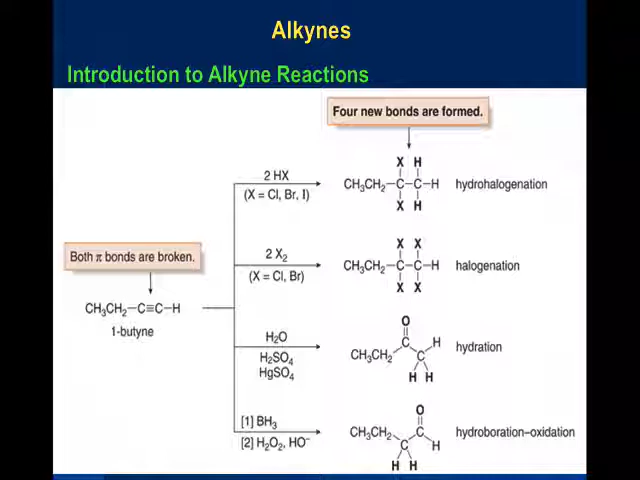 Alkynes
Introduction to Alkyne Reactions
Four new bonds are formed.
2 HX
(X = Cl, Br, I)
X H
CH₃CH₂–C–C–H
X H
hydrohalogenation
Both π bonds are broken.
2 X₂
(X = Cl, Br)
X X
CH₃CH₂–C–C–H
X X
halogenation
CH₃CH₂–C≡C–H
1-butyne
H₂O
H₂SO₄
HgSO₄
O
C H
CH₃CH₂ C
H H
hydration
[1] BH₃
[2] H₂O₂, HO⁻
O
CH₃CH₂ C
C H
H H
hydroboration–oxidation